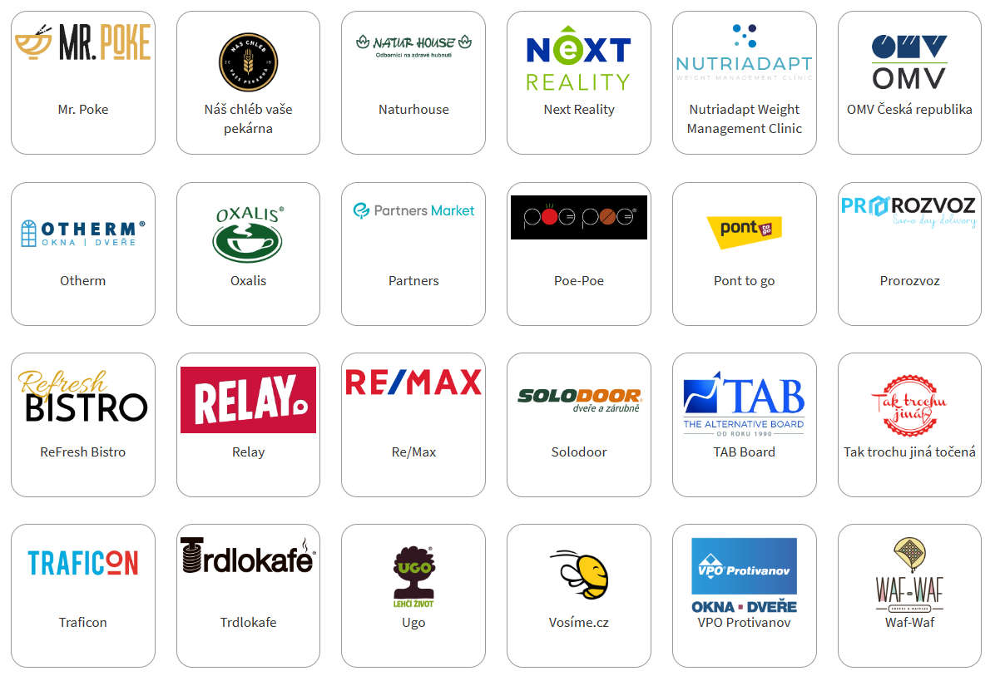 MR. POKE
Mr. Poke
NÁŠ CHLÉB
20 19
VAŠE PEKÁRNA
Náš chléb vaše
pekárna
NATUR HOUSE
Odborníci na zdravé hubnutí
Naturhouse
NEXT
REALITY
Next Reality
NUTRIADAPT
WEIGHT MANAGEMENT CLINIC
Nutriadapt Weight
Management Clinic
OMV
OMV
OMV Česká republika
OTHERM®
OKNA | DVEŘE
Otherm
OXALIS®
Oxalis
Partners Market
Partners
poe poe®
Poe-Poe
pont to go
Pont to go
PROROZVOZ
Same day delivery
Prorozvoz
Refresh
BISTRO
ReFresh Bistro
RELAY
Relay
RE/MAX
Re/Max
SOLODOOR®
dveře a zárubně
Solodoor
TAB
THE ALTERNATIVE BOARD
OD ROKU 1990
TAB Board
Tak trochu
jiná
Tak trochu jiná točená
TRAFICON
Traficon
Trdlokafe®
Trdlokafe
UGO®
LEHČÍ ŽIVOT
Ugo
Vosíme.cz
VPO Protivanov
OKNA DVEŘE
VPO Protivanov
WAF-WAF
CREPES & WAFFLES
Waf-Waf